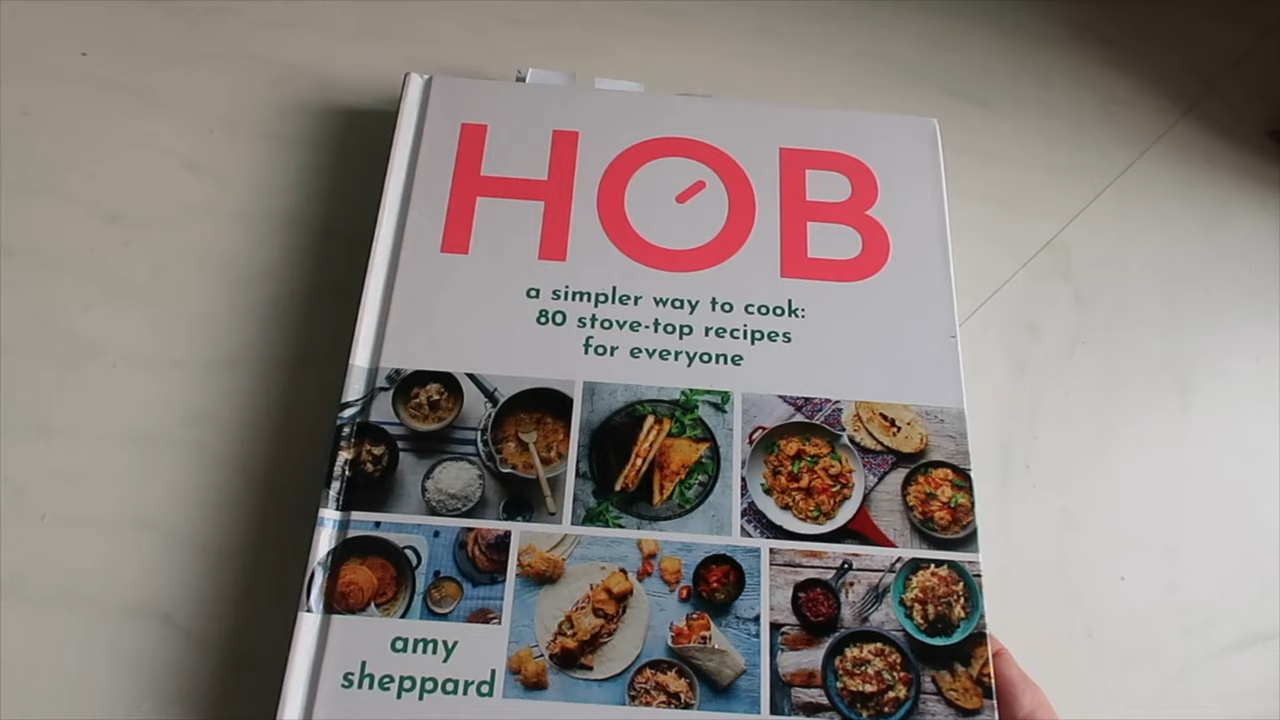 HOB
a simpler way to cook:
80 stove-top recipes
for everyone
amy
sheppard